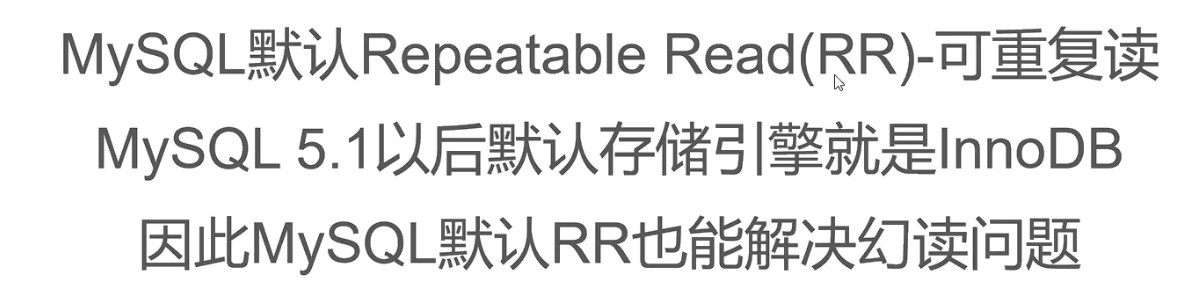 MySQL默认Repeatable Read(RR)-可重复读
MySQL 5.1以后默认存储引擎就是InnoDB
因此MySQL默认RR也能解决幻读问题